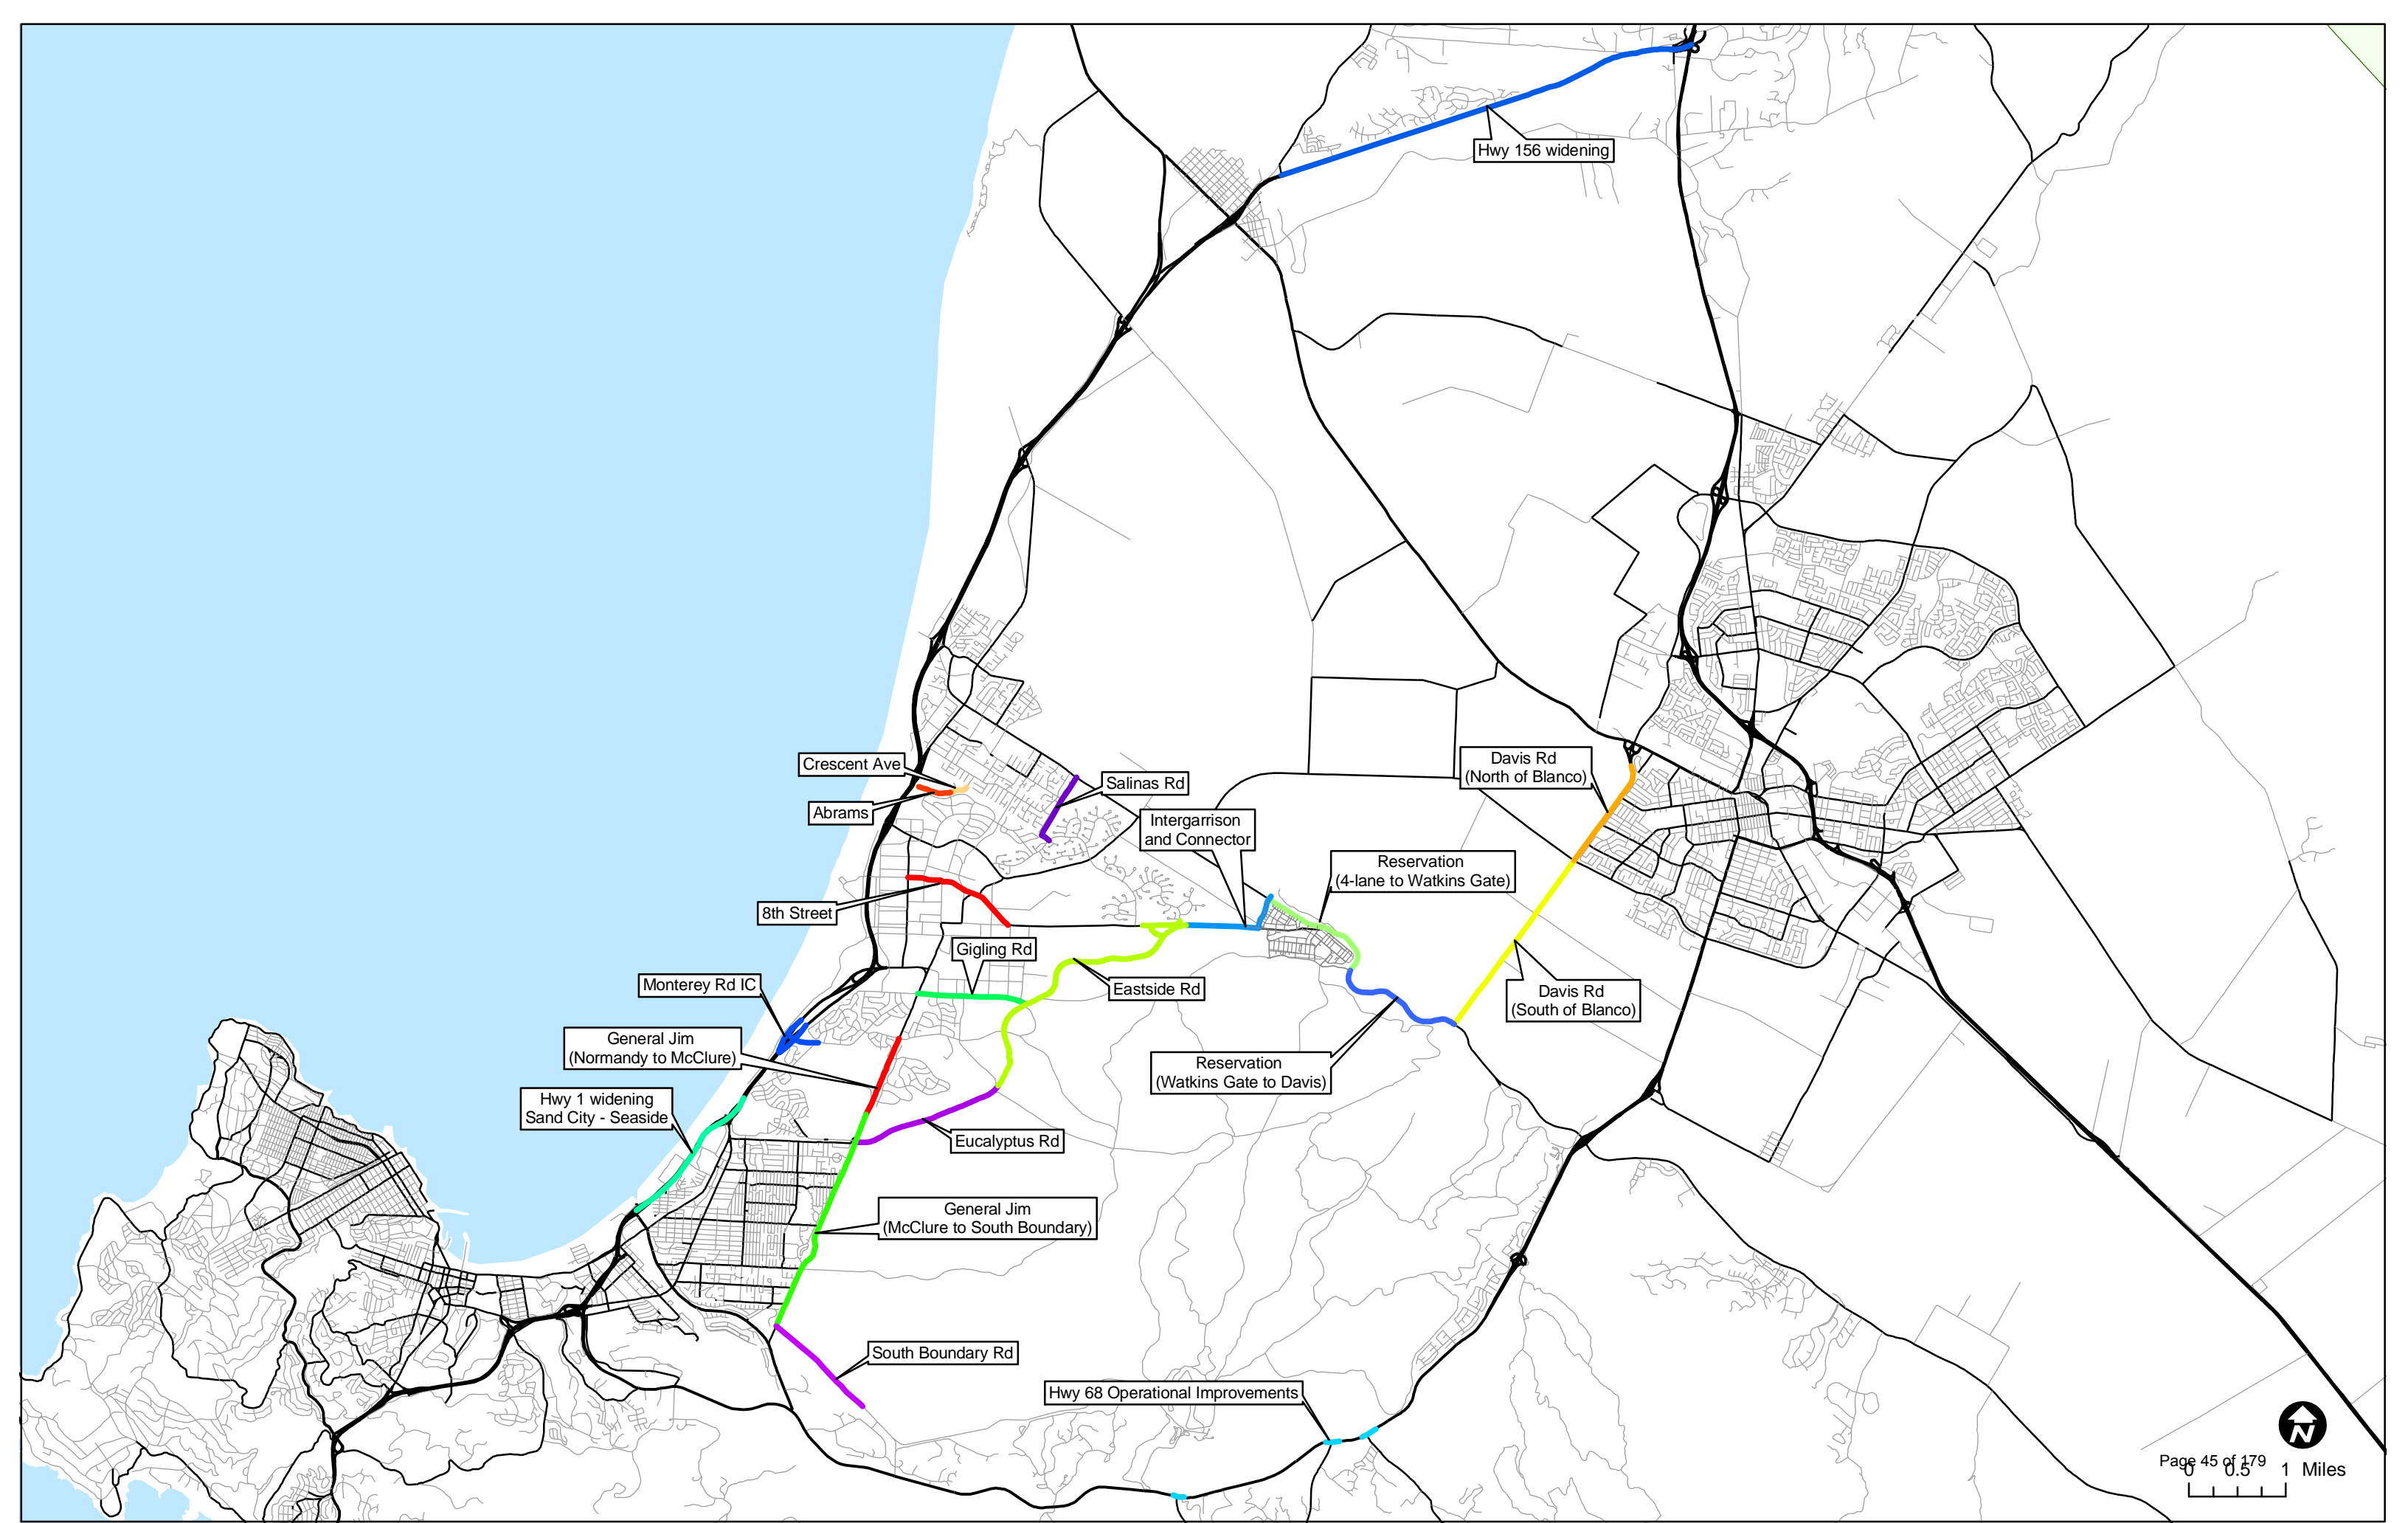 Hwy 156 widening
Crescent Ave
Abrams
Salinas Rd
Davis Rd
(North of Blanco)
Intergarrison
and Connector
Reservation
(4-lane to Watkins Gate)
8th Street
Gigling Rd
Monterey Rd IC
Eastside Rd
Davis Rd
(South of Blanco)
General Jim
(Normandy to McClure)
Reservation
(Watkins Gate to Davis)
Hwy 1 widening
Sand City - Seaside
Eucalyptus Rd
General Jim
(McClure to South Boundary)
South Boundary Rd
Hwy 68 Operational Improvements
N
Page 45 of 179
0 0.5 1 Miles